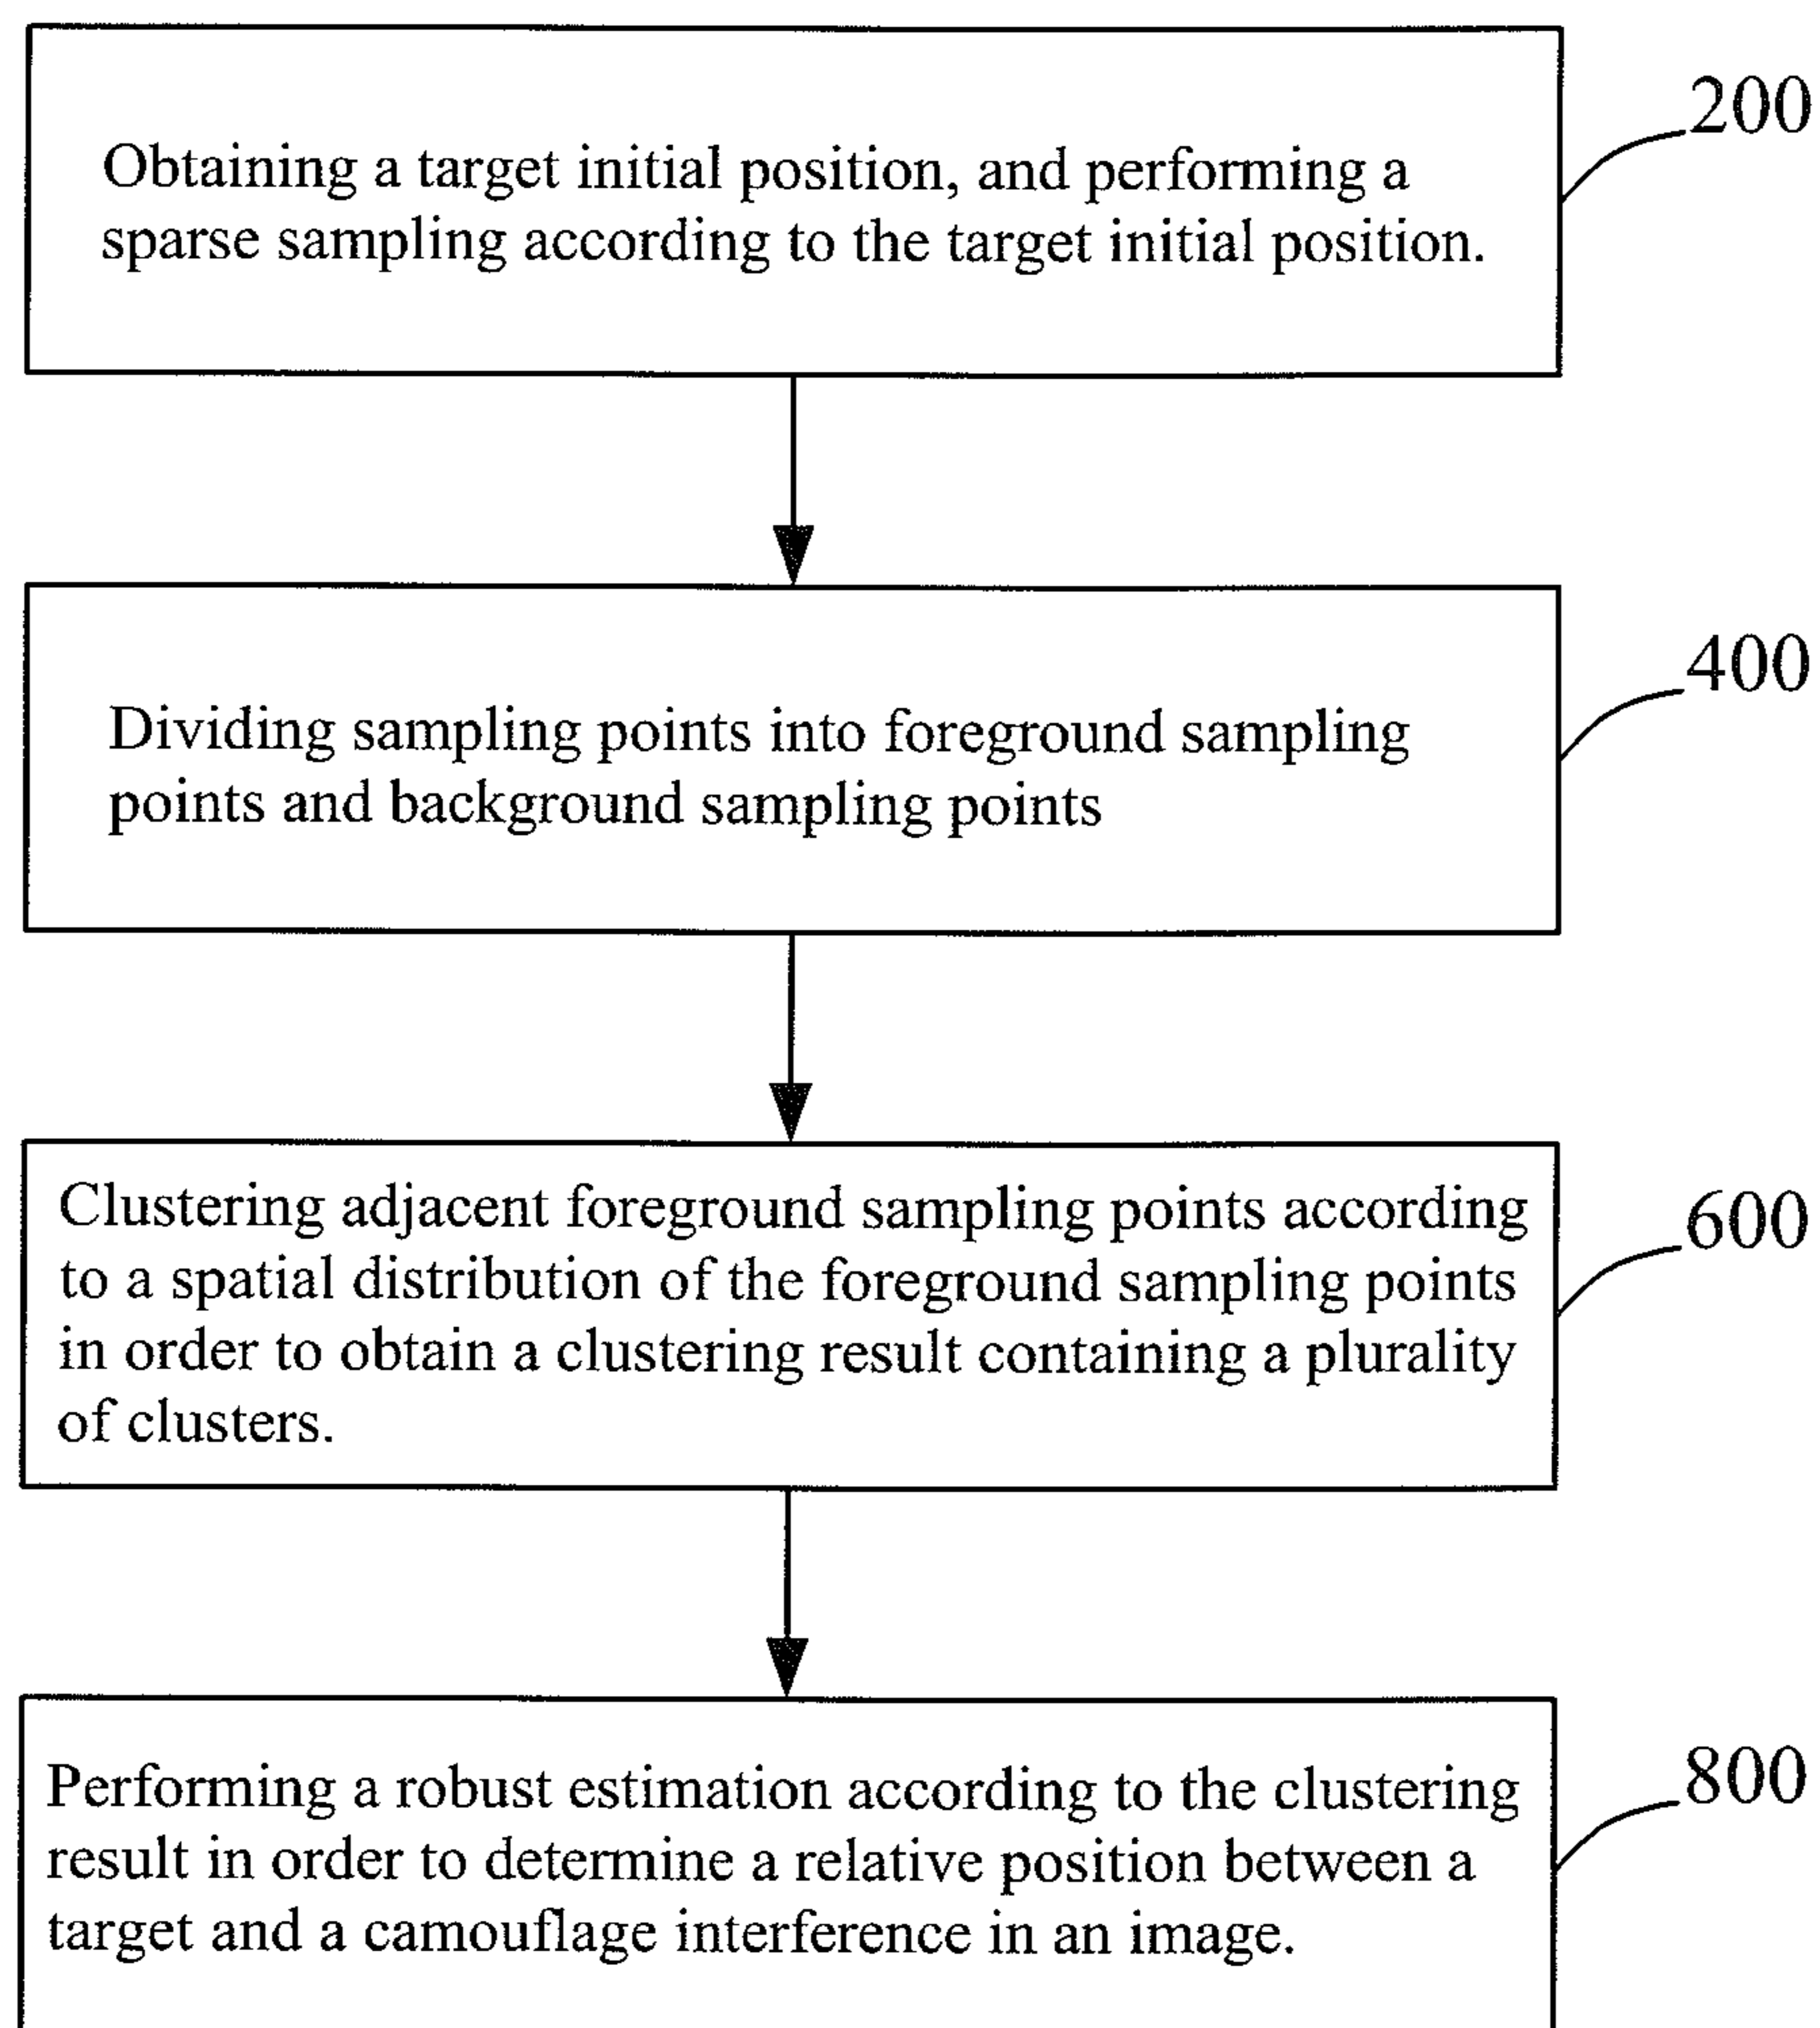 200
Obtaining a target initial position, and performing a
sparse sampling according to the target initial position.
400
Dividing sampling points into foreground sampling
points and background sampling points
600
Clustering adjacent foreground sampling points according
to a spatial distribution of the foreground sampling points
in order to obtain a clustering result containing a plurality
of clusters.
800
Performing a robust estimation according to the clustering
result in order to determine a relative position between a
target and a camouflage interference in an image.